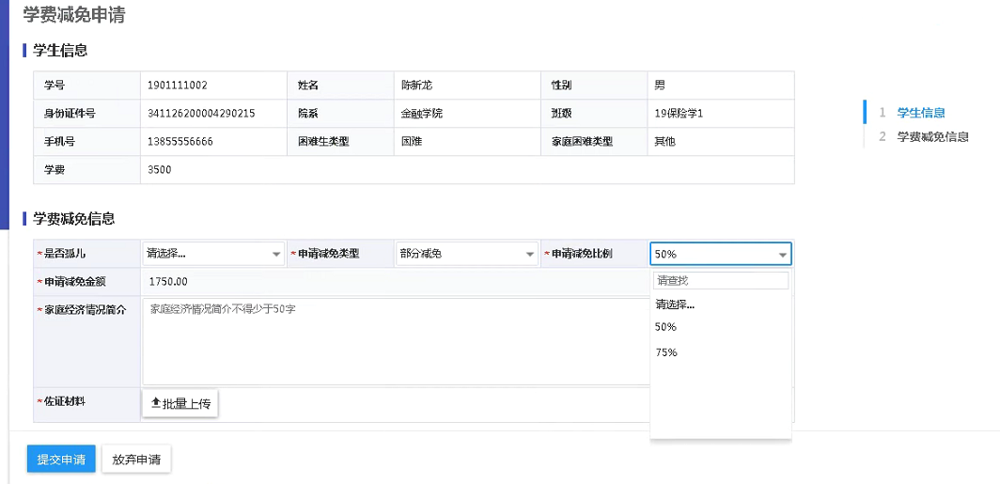 学费减免申请
学生信息
学号 1901111002 姓名 陈新龙 性别 男
身份证件号 341126200004290215 院系 金融学院 班级 19保险学1
手机号 13855556666 困难生类型 困难 家庭困难类型 其他
学费 3500
1 学生信息
2 学费减免信息
学费减免信息
*是否孤儿 请选择... *申请减免类型 部分减免 *申请减免比例 50%
*申请减免金额 1750.00 请查找
*家庭经济情况简介 家庭经济情况简介不得少于50字 请选择...
50%
75%
*佐证材料 批量上传
提交申请 放弃申请